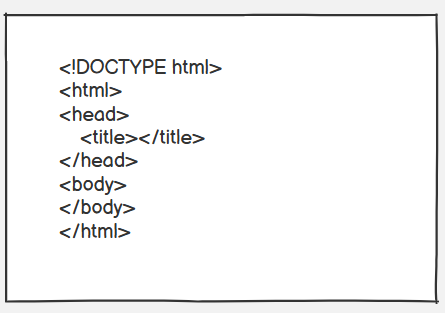 <!DOCTYPE html>
<html>
<head>
<title></title>
</head>
<body>
</body>
</html>